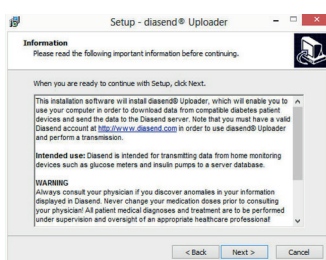 Setup - diasend® Uploader
Information
Please read the following important information before continuing.
When you are ready to continue with Setup, click Next.
This installation software will install diasend® Uploader, which will enable you to
use your computer in order to download data from compatible diabetes patient
devices and send the data to the Diasend server. Note that you must have a valid
Diasend account at http://www.diasend.com in order to use diasend® Uploader
and perform a transmission.
Intended use: Diasend is intended for transmitting data from home monitoring
devices such as glucose meters and insulin pumps to a server database.
WARNING
Always consult your physician if you discover anomalies in your information
displayed in Diasend. Never change your medication doses prior to consulting
your physician! All patient medical diagnoses and treatment are to be performed
under supervision and oversight of an appropriate healthcare professional!
< Back Next > Cancel